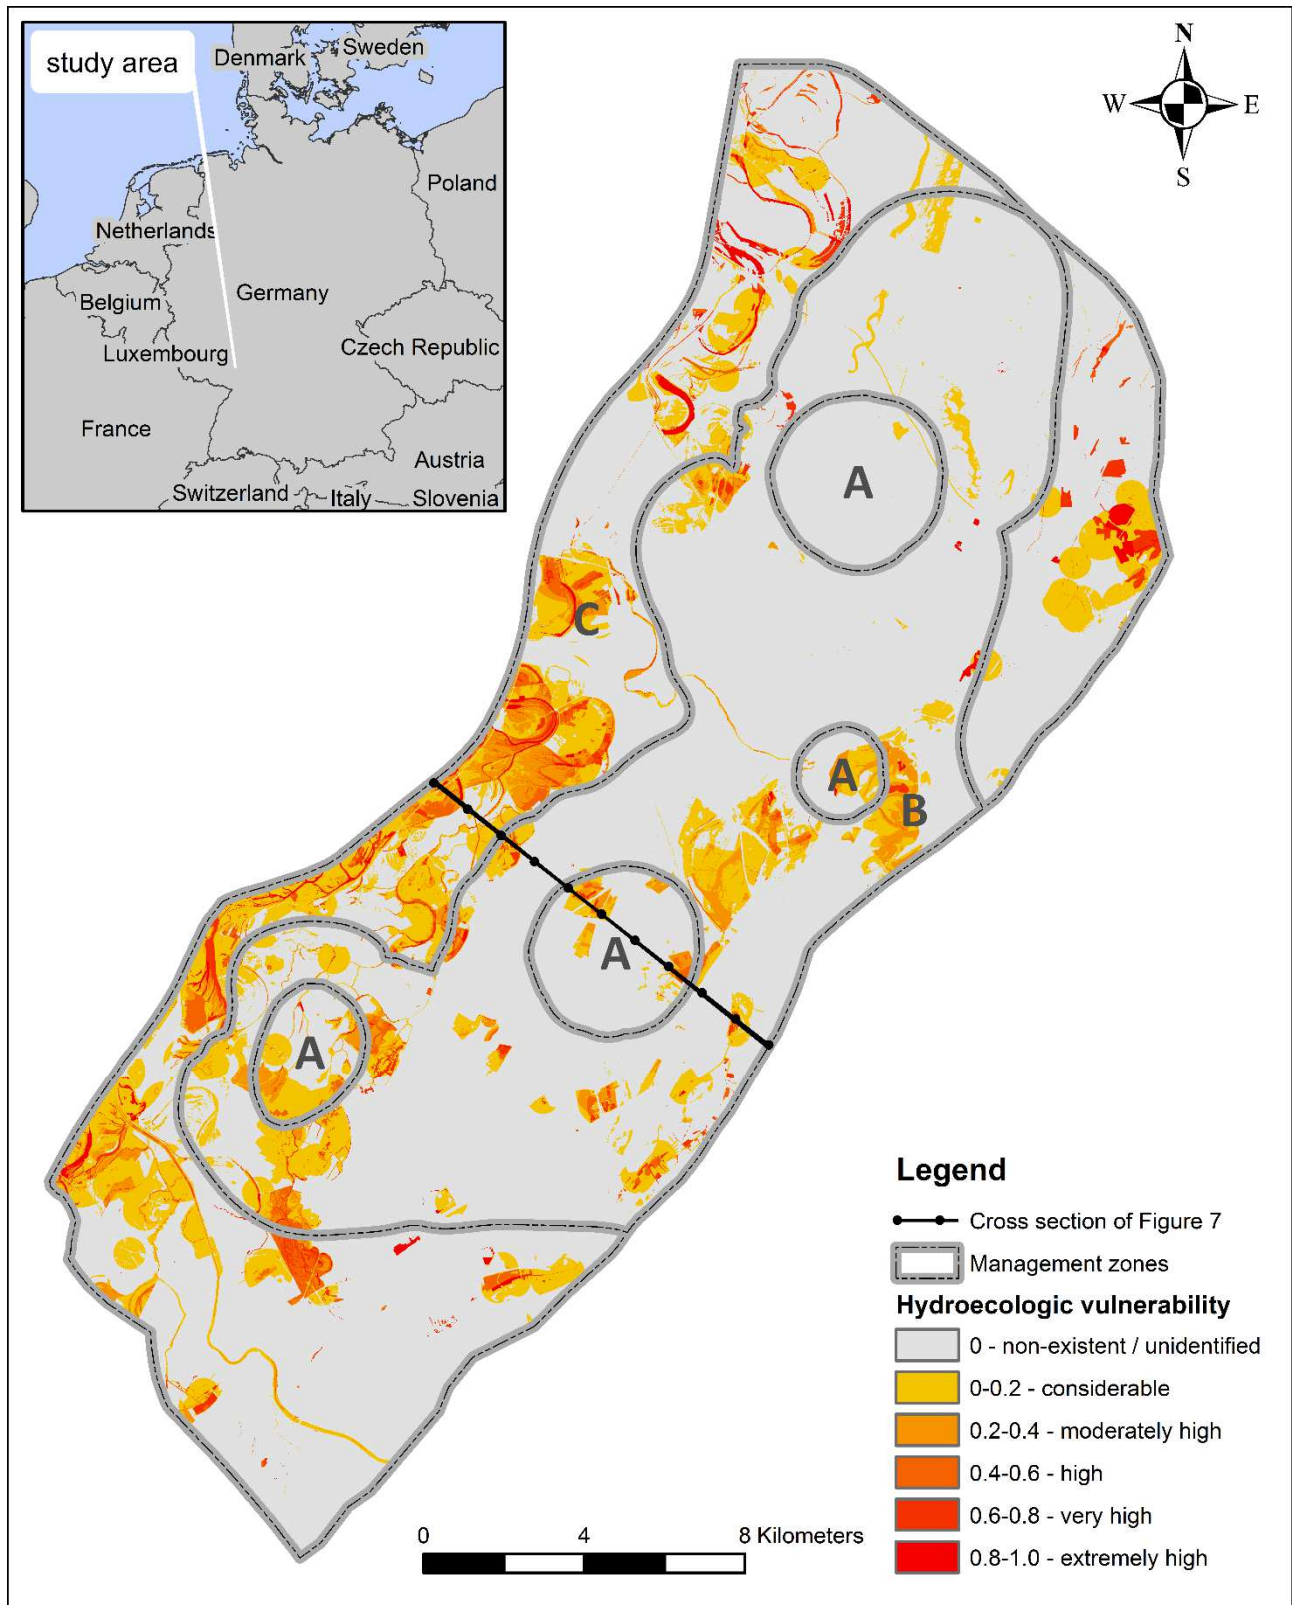 study area
Denmark
Sweden
Poland
Netherlands
Belgium
Germany
Luxembourg
Czech Republic
France
Austria
Switzerland
Italy
Slovenia
N
W
E
S
A
C
A
B
A
A
Legend
Cross section of Figure 7
Management zones
Hydroecologic vulnerability
0 - non-existent / unidentified
0-0.2 - considerable
0.2-0.4 - moderately high
0.4-0.6 - high
0.6-0.8 - very high
0.8-1.0 - extremely high
0 4 8 Kilometers